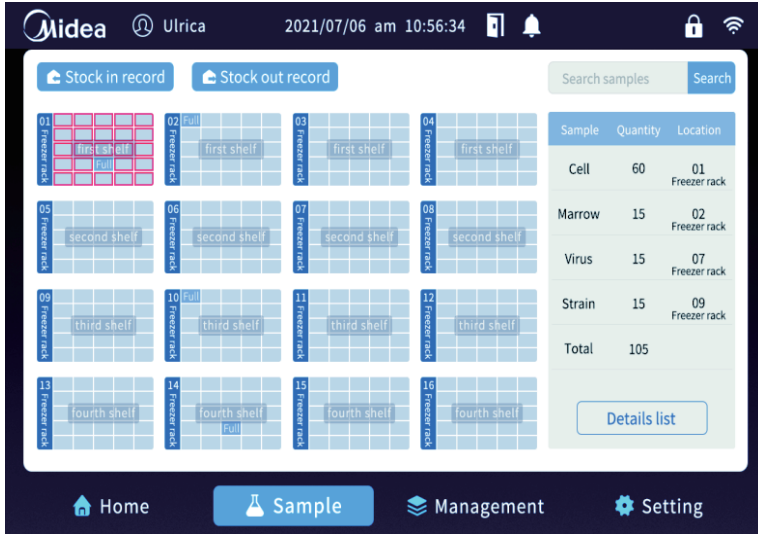 Midea Ulrica 2021/07/06 am 10:56:34
Stock in record Stock out record Search samples Search
01 Freezer rack first shelf Full
02 Freezer rack Full first shelf
03 Freezer rack first shelf
04 Freezer rack first shelf
05 Freezer rack second shelf
06 Freezer rack second shelf
07 Freezer rack second shelf
08 Freezer rack second shelf
09 Freezer rack third shelf
10 Freezer rack Full third shelf
11 Freezer rack third shelf
12 Freezer rack third shelf
13 Freezer rack fourth shelf
14 Freezer rack fourth shelf Full
15 Freezer rack fourth shelf
16 Freezer rack fourth shelf
Sample Quantity Location
Cell 60 01
Freezer rack
Marrow 15 02
Freezer rack
Virus 15 07
Freezer rack
Strain 15 09
Freezer rack
Total 105
Details list
Home Sample Management Setting